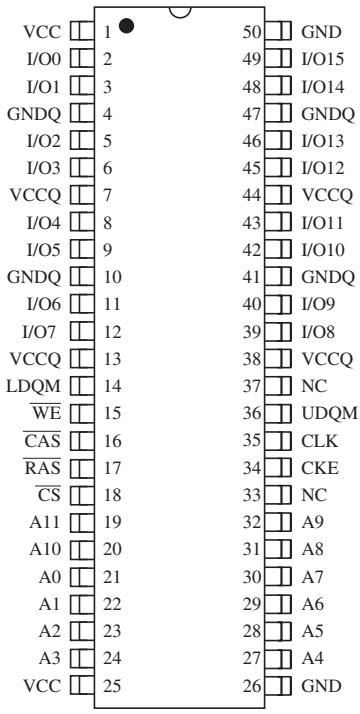 VCC 1 50 GND
I/O0 2 49 I/O15
I/O1 3 48 I/O14
GNDQ 4 47 GNDQ
I/O2 5 46 I/O13
I/O3 6 45 I/O12
VCCQ 7 44 VCCQ
I/O4 8 43 I/O11
I/O5 9 42 I/O10
GNDQ 10 41 GNDQ
I/O6 11 40 I/O9
I/O7 12 39 I/O8
VCCQ 13 38 VCCQ
LDQM 14 37 NC
W̅E̅ 15 36 UDQM
C̅A̅S̅ 16 35 CLK
R̅A̅S̅ 17 34 CKE
C̅S̅ 18 33 NC
A11 19 32 A9
A10 20 31 A8
A0 21 30 A7
A1 22 29 A6
A2 23 28 A5
A3 24 27 A4
VCC 25 26 GND